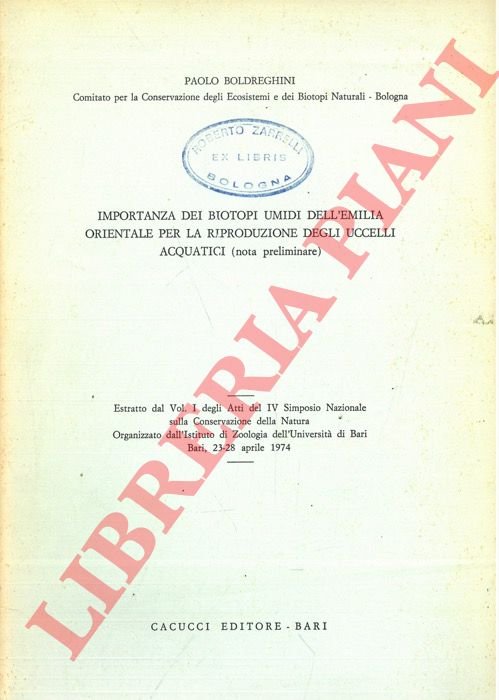 PAOLO BOLDREGHINI
Comitato per la Conservazione degli Ecosistemi e dei Biotopi Naturali - Bologna
ROBERTO ZARRELLI
EX LIBRIS
BOLOGNA
IMPORTANZA DEI BIOTOPI UMIDI DELL'EMILIA
ORIENTALE PER LA RIPRODUZIONE DEGLI UCCELLI
ACQUATICI (nota preliminare)
Estratto dal Vol. I degli Atti del IV Simposio Nazionale
sulla Conservazione della Natura
Organizzato dall'Istituto di Zoologia dell'Università di Bari
Bari, 23-28 aprile 1974
CACUCCI EDITORE - BARI
LIBRERIA PIANI